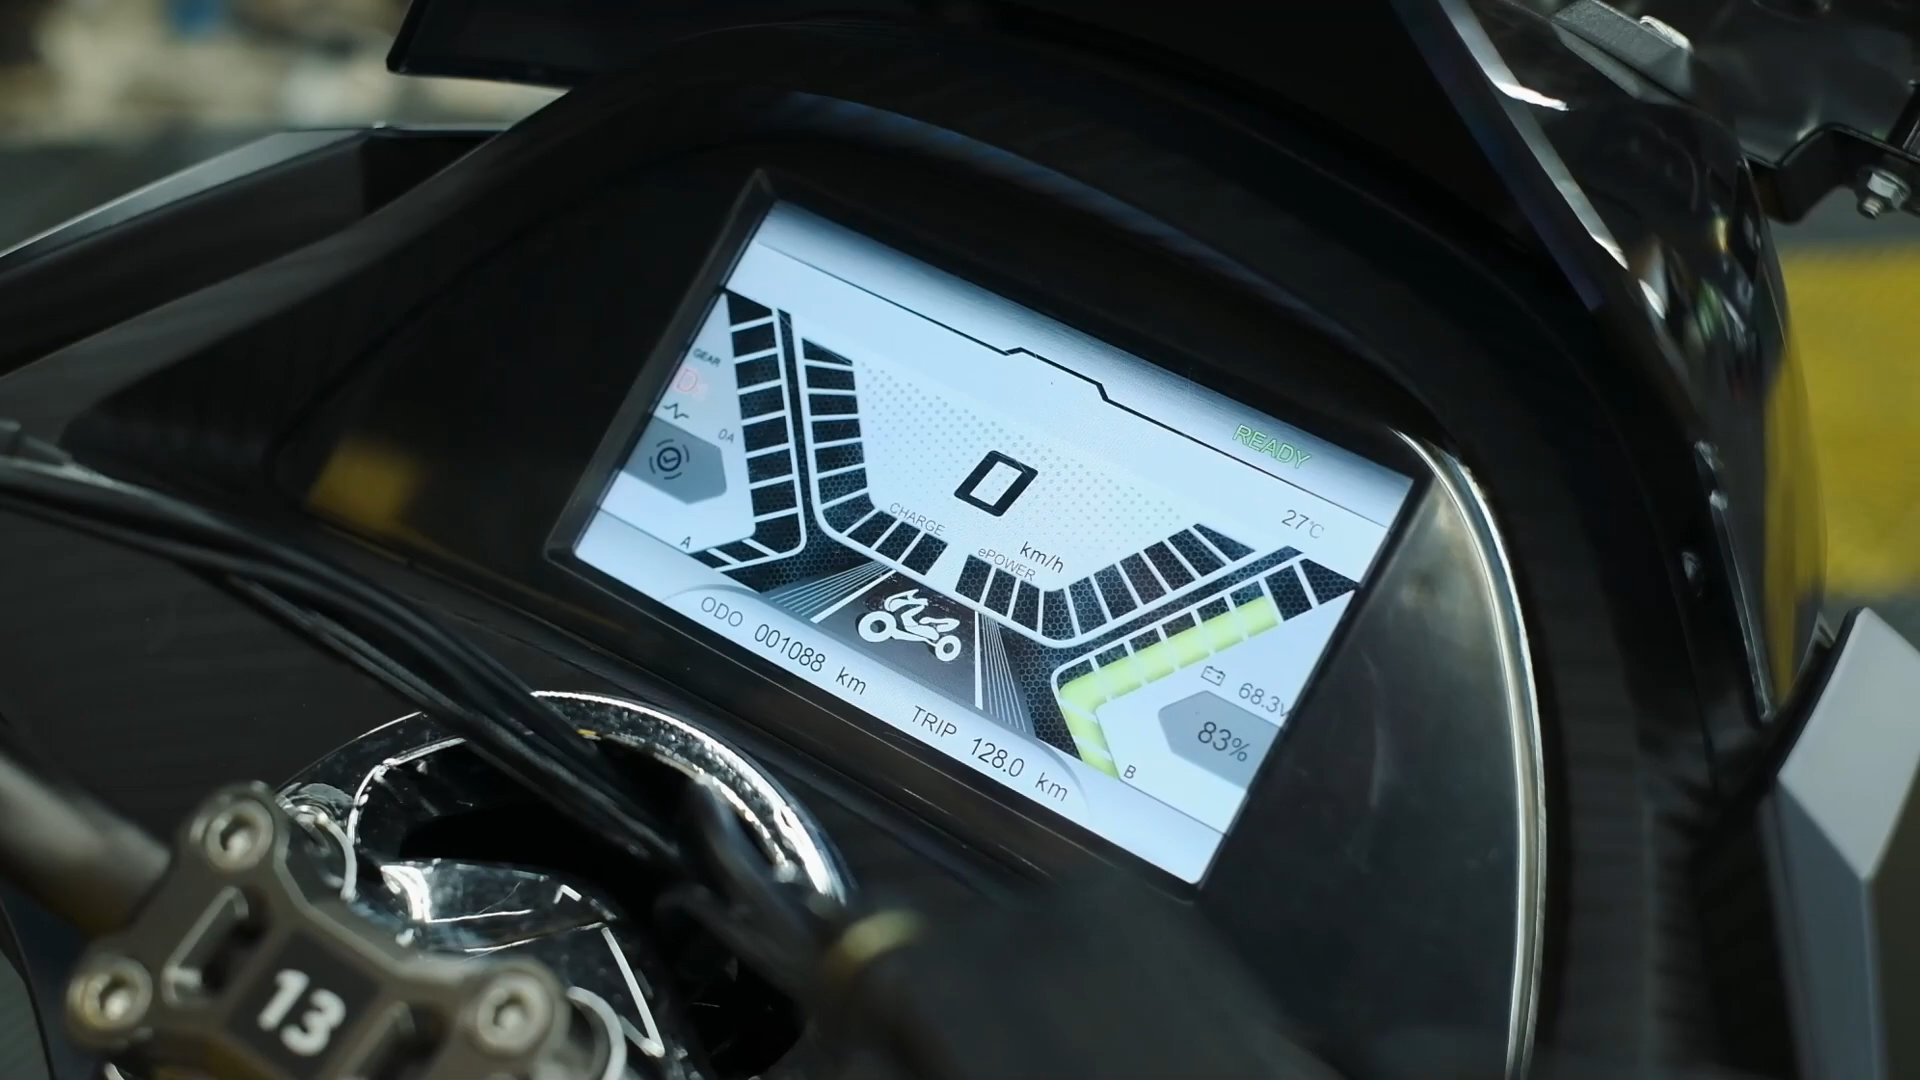 READY
GEAR
D
0A
27°C
0
km/h
CHARGE
ePOWER
A
ODO 001088 km
TRIP 128.0 km
68.3V
83%
B
13